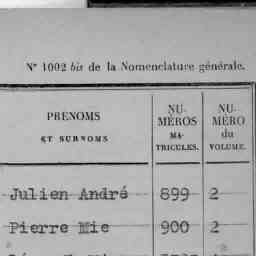 N° 1002 bis de la Nomenclature générale.
PRENOMS
ET SURNOMS
NU-
MÉROS
MA-
TRICULES.
NU-
MÉRO
du
VOLUME.
Julien André 899 2
Pierre Mie 900 2